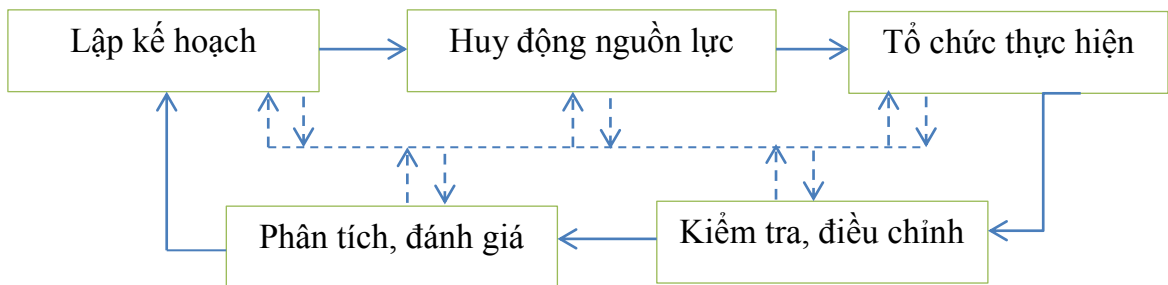 Lập kế hoạch
Huy động nguồn lực
Tổ chức thực hiện
Phân tích, đánh giá
Kiểm tra, điều chỉnh